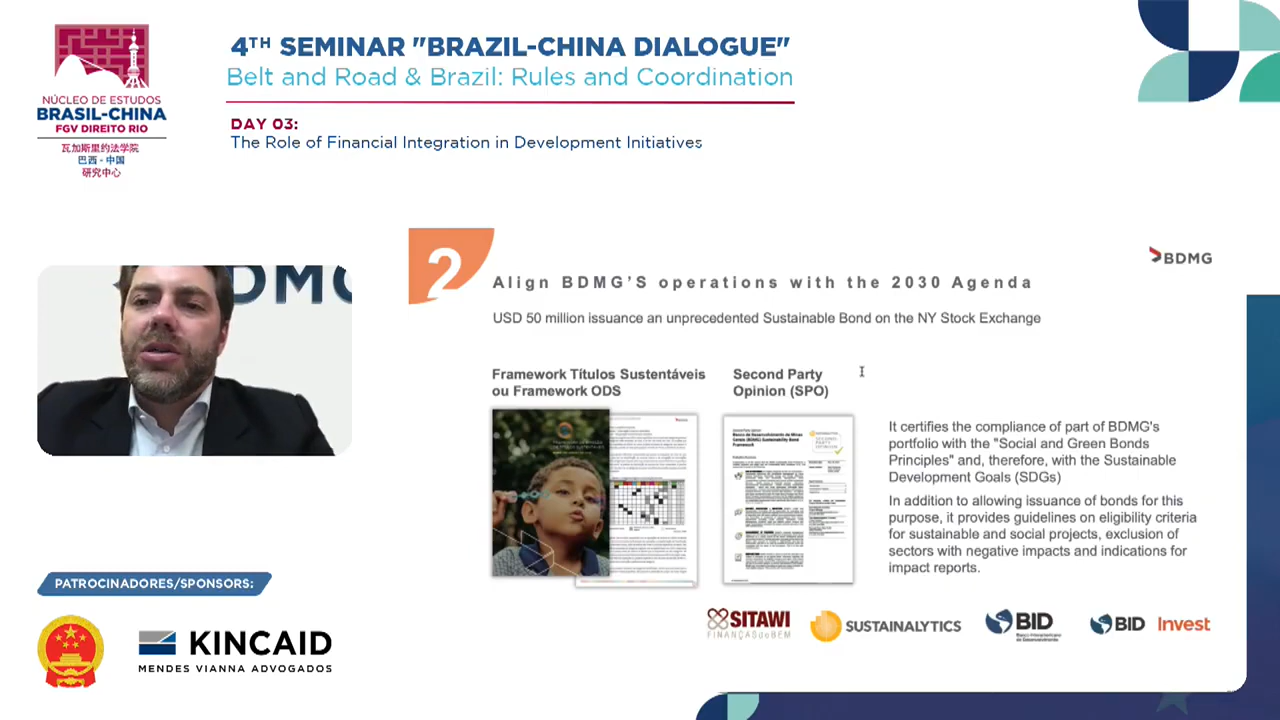 4TH SEMINAR "BRAZIL-CHINA DIALOGUE"
Belt and Road & Brazil: Rules and Coordination
NÚCLEO DE ESTUDOS
BRASIL-CHINA
FGV DIREITO RIO
瓦加斯里约法学院
巴西 - 中国
研究中心
DAY 03:
The Role of Financial Integration in Development Initiatives
BDMG
2
Align BDMG'S operations with the 2030 Agenda
USD 50 million issuance an unprecedented Sustainable Bond on the NY Stock Exchange
Framework Títulos Sustentáveis
ou Framework ODS
Second Party
Opinion (SPO)
It certifies the compliance of part of BDMG's
portfolio with the "Social and Green Bonds
Principles" and, therefore, with the Sustainable
Development Goals (SDGs)
In addition to allowing issuance of bonds for this
purpose, it provides guidelines on eligibility criteria
for sustainable and social projects, exclusion of
sectors with negative impacts and indications for
impact reports.
PATROCINADORES/SPONSORS:
KINCAID
MENDES VIANNA ADVOGADOS
SITAWI
FINANÇAS do BEM
SUSTAINALYTICS
BID
BID Invest